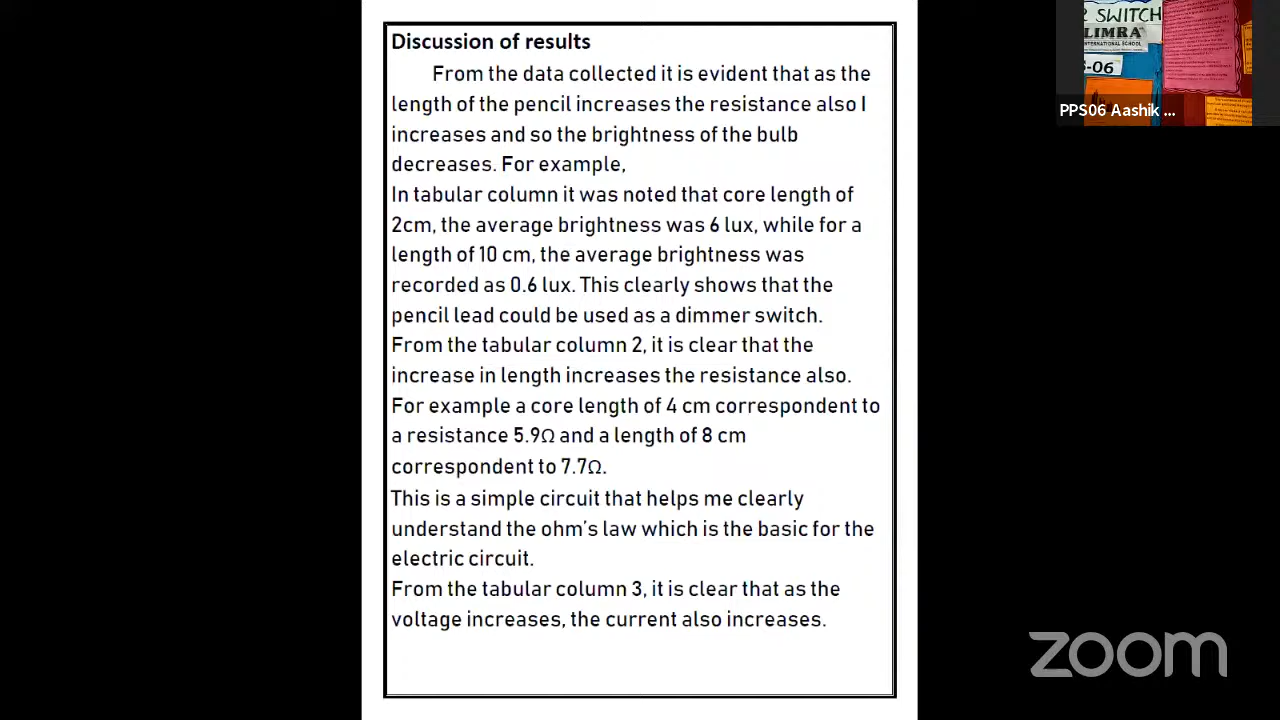 Discussion of results
From the data collected it is evident that as the
length of the pencil increases the resistance also I
increases and so the brightness of the bulb
decreases. For example,
In tabular column it was noted that core length of
2cm, the average brightness was 6 lux, while for a
length of 10 cm, the average brightness was
recorded as 0.6 lux. This clearly shows that the
pencil lead could be used as a dimmer switch.
From the tabular column 2, it is clear that the
increase in length increases the resistance also.
For example a core length of 4 cm correspondent to
a resistance 5.9Ω and a length of 8 cm
correspondent to 7.7Ω.
This is a simple circuit that helps me clearly
understand the ohm's law which is the basic for the
electric circuit.
From the tabular column 3, it is clear that as the
voltage increases, the current also increases.
SWITCH
LIMRA
INTERNATIONAL SCHOOL
-06
PPS06 Aashik ...
zoom